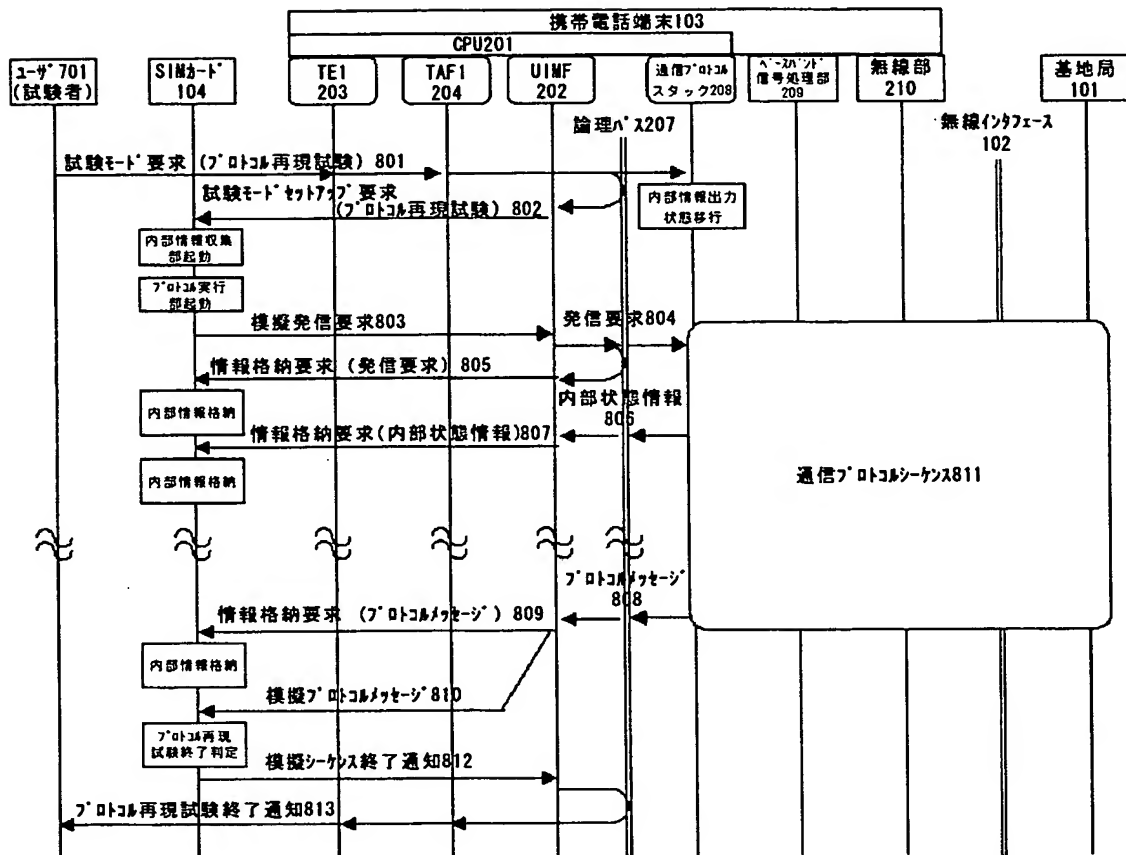 携帯電話端末103
CPU201
ユーザ701
(試験者)
SIMカード
104
TE1
203
TAF1
204
UIMF
202
通信プロトコル
スタック208
ベースバンド
信号処理部
209
無線部
210
基地局
101
論理パス207
無線インタフェース
102
試験モード要求 (プロトコル再現試験) 801
試験モードセットアップ要求
(プロトコル再現試験) 802
内部情報出力
状態移行
内部情報収集
部起動
プロトコル実行
部起動
模擬発信要求803
発信要求804
情報格納要求 (発信要求) 805
内部情報格納
内部状態情報
806
情報格納要求(内部状態情報)807
内部情報格納
通信プロトコルシーケンス811
プロトコルメッセージ
808
情報格納要求 (プロトコルメッセージ) 809
内部情報格納
模擬プロトコルメッセージ810
プロトコル再現
試験終了判定
模擬シーケンス終了通知812
プロトコル再現試験終了通知813